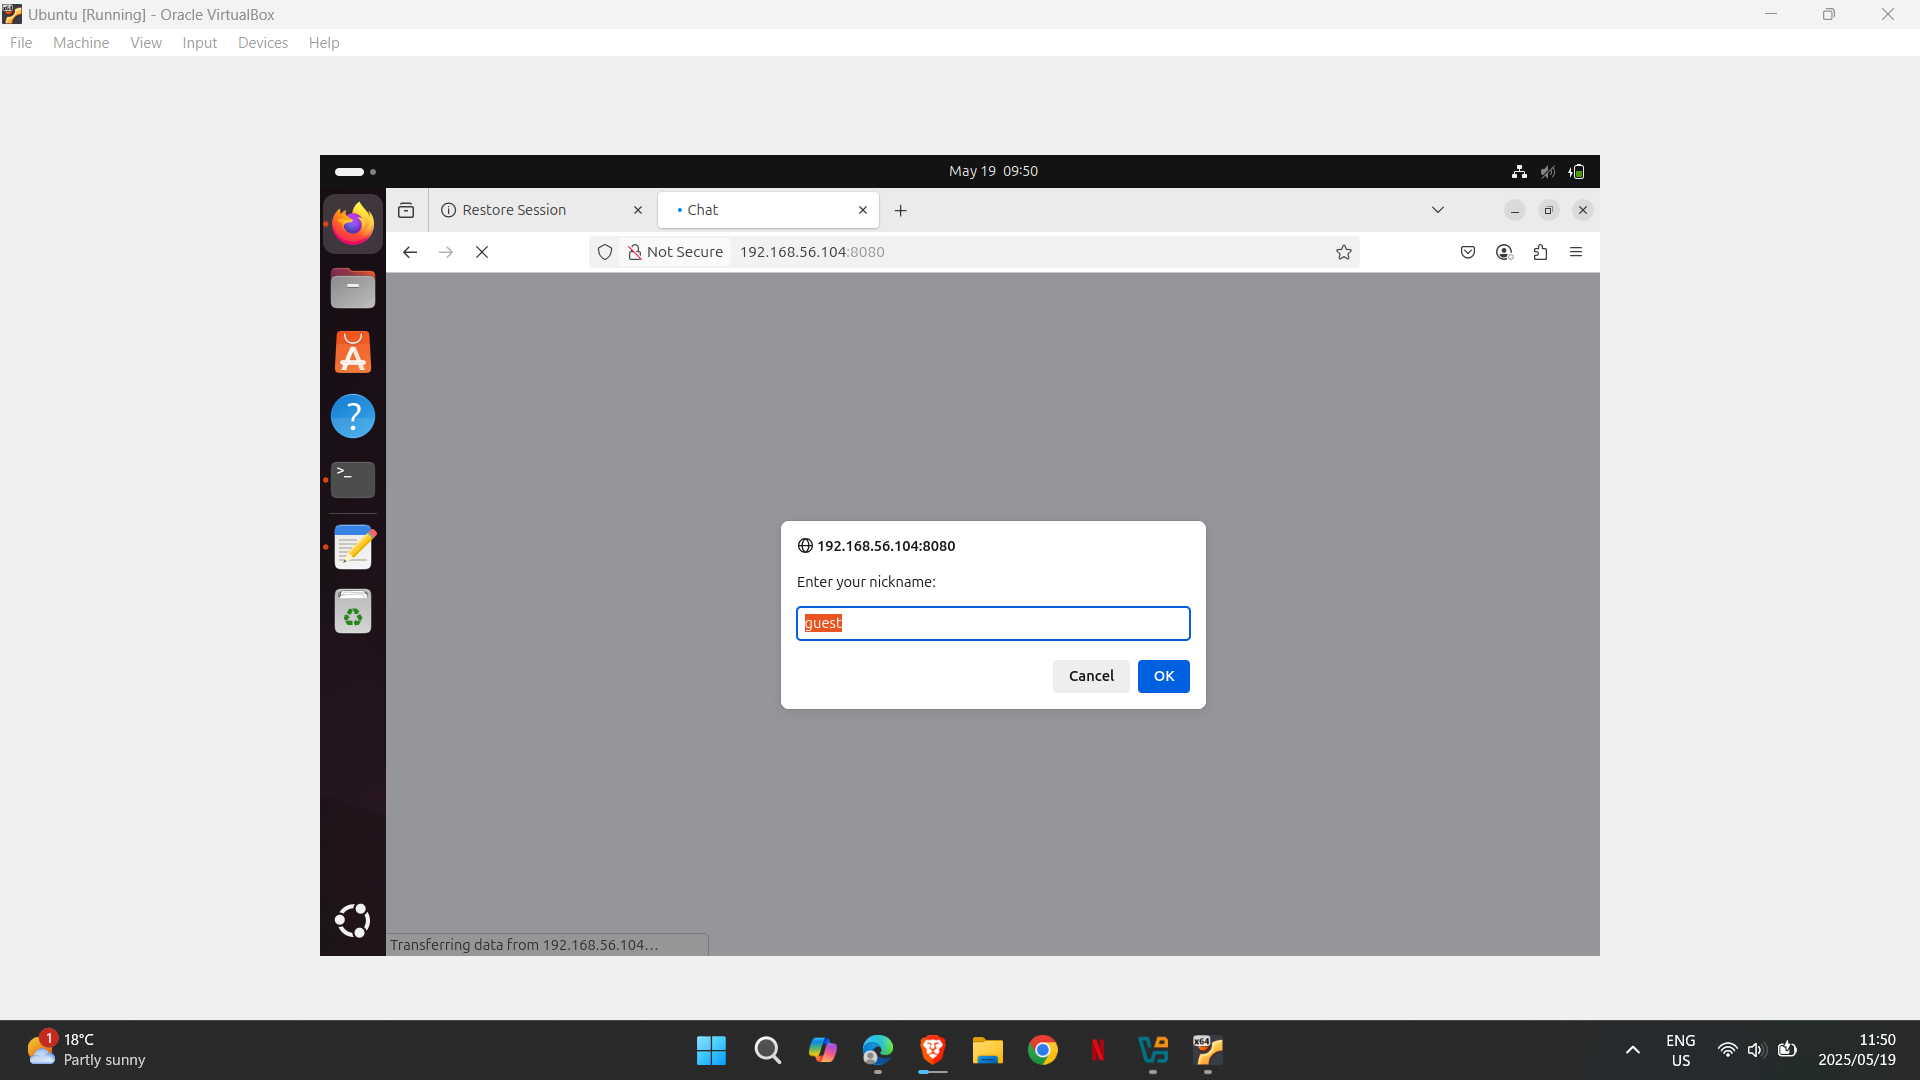 Ubuntu [Running] - Oracle VirtualBox
File Machine View Input Devices Help
May 19 09:50
Restore Session
Chat
Not Secure 192.168.56.104:8080
192.168.56.104:8080
Enter your nickname:
guest
Cancel OK
Transferring data from 192.168.56.104…
1
18°C
Partly sunny
ENG
US
11:50
2025/05/19